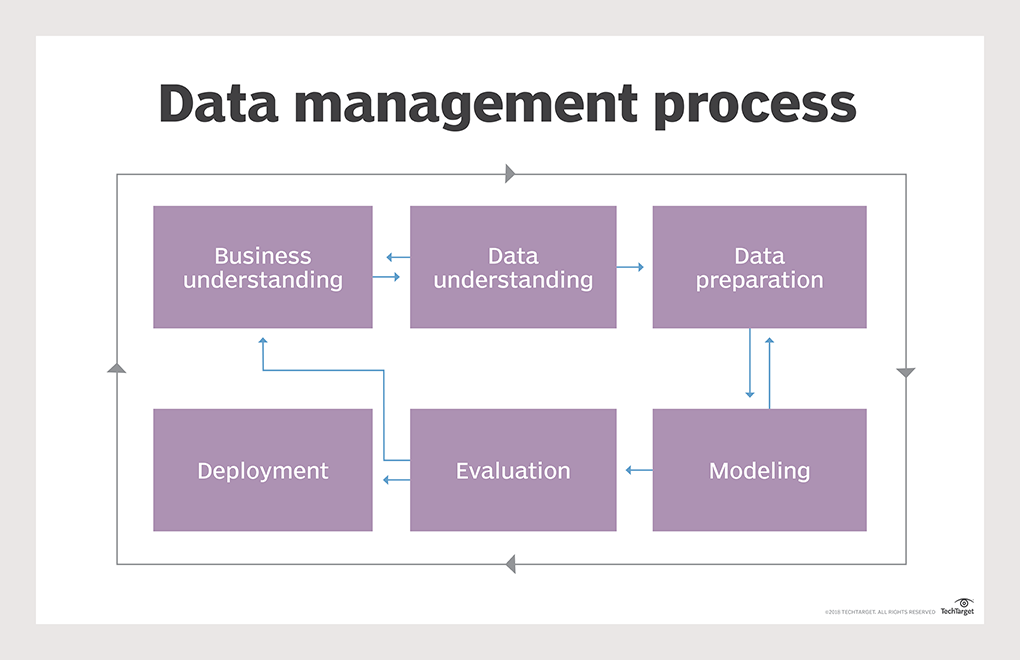 Data management process
Business
understanding
Data
understanding
Data
preparation
Deployment
Evaluation
Modeling
©2018 TECHTARGET. ALL RIGHTS RESERVED
TechTarget